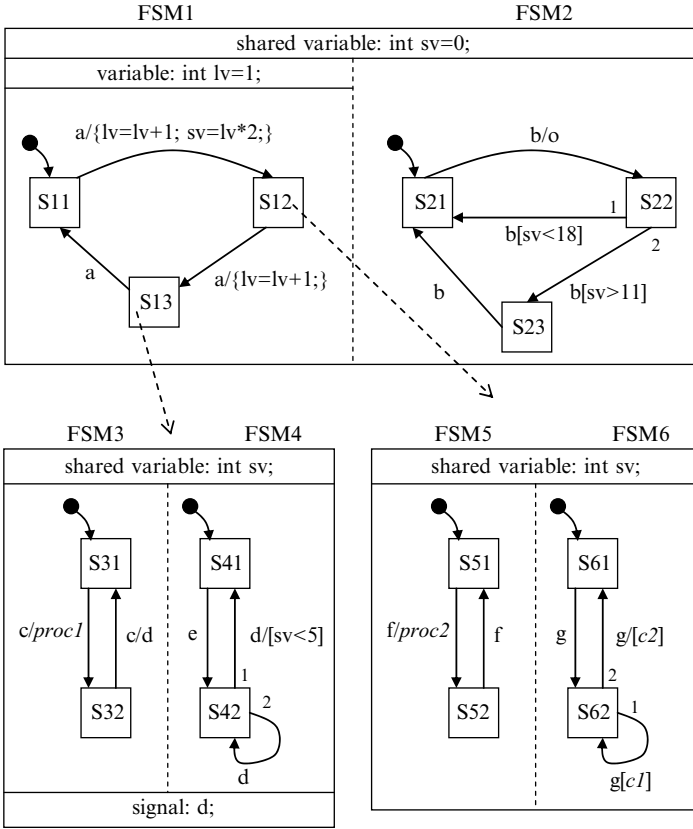 FSM1 FSM2
shared variable: int sv=0;
variable: int lv=1;
a/{lv=lv+1; sv=lv*2;}
b/o
S11
S12
S21
S22
1
b[sv<18]
2
a
a/{lv=lv+1;}
b
b[sv>11]
S13
S23
FSM3 FSM4
shared variable: int sv;
S31
S41
c/proc1
c/d
e
d/[sv<5]
1
2
S32
S42
d
signal: d;
FSM5 FSM6
shared variable: int sv;
S51
S61
f/proc2
f
g
g/[c2]
2
1
S52
S62
g[c1]